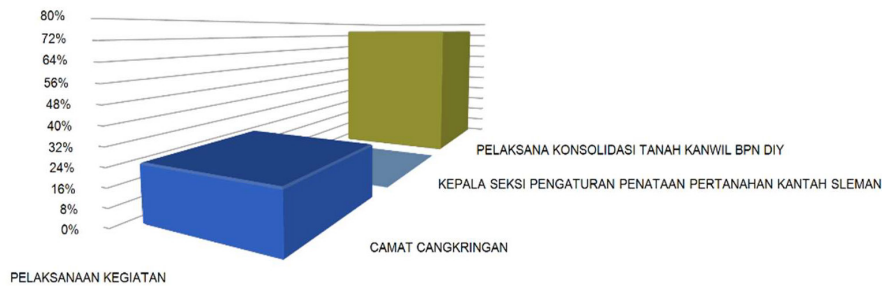 80%
72%
64%
56%
48%
40%
32%
24%
16%
8%
0%
PELAKSANA KONSOLIDASI TANAH KANWIL BPN DIY
KEPALA SEKSI PENGATURAN PENATAAN PERTANAHAN KANTAH SLEMAN
CAMAT CANGKRINGAN
PELAKSANAAN KEGIATAN